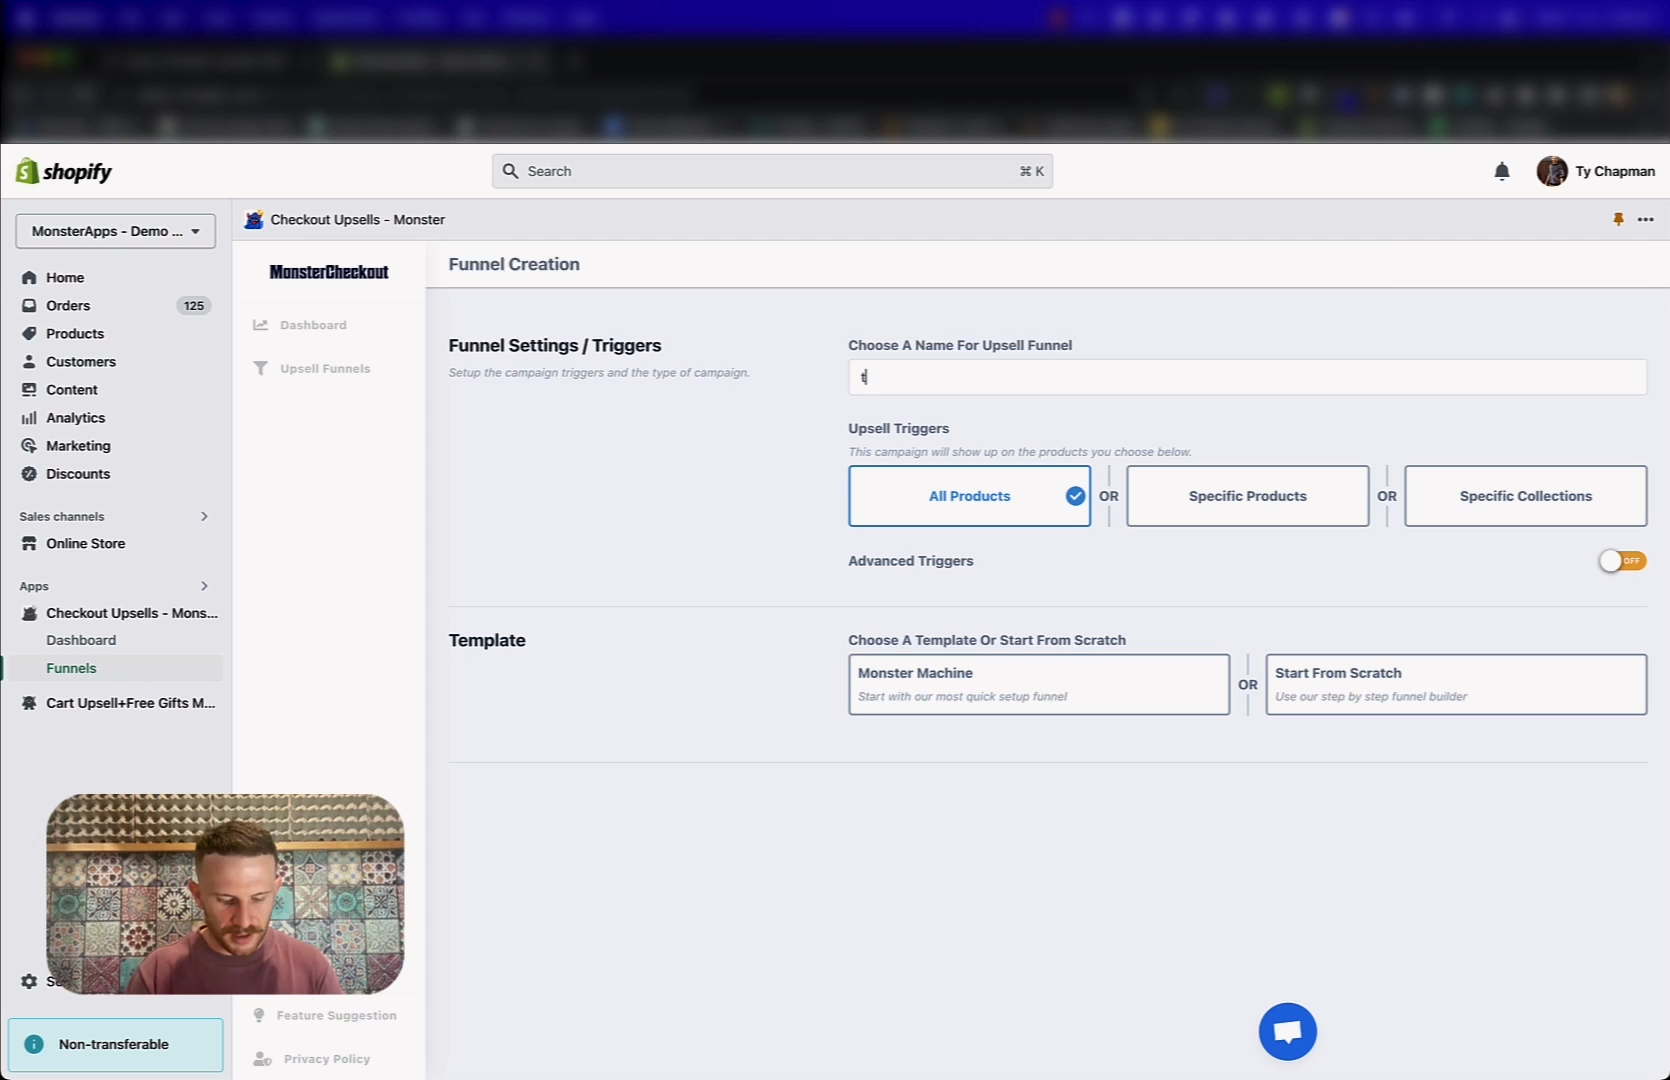 shopify
Search
⌘ K
Ty Chapman
MonsterApps - Demo ...
Checkout Upsells - Monster
Home
Orders
125
Products
Customers
Content
Analytics
Marketing
Discounts
Sales channels
Online Store
Apps
Checkout Upsells - Mons...
Dashboard
Funnels
Cart Upsell+Free Gifts M...
Non-transferable
MonsterCheckout
Dashboard
Upsell Funnels
Feature Suggestion
Privacy Policy
Funnel Creation
Funnel Settings / Triggers
Setup the campaign triggers and the type of campaign.
Choose A Name For Upsell Funnel
t
Upsell Triggers
This campaign will show up on the products you choose below.
All Products
OR
Specific Products
OR
Specific Collections
Advanced Triggers
OFF
Template
Choose A Template Or Start From Scratch
Monster Machine
Start with our most quick setup funnel
OR
Start From Scratch
Use our step by step funnel builder